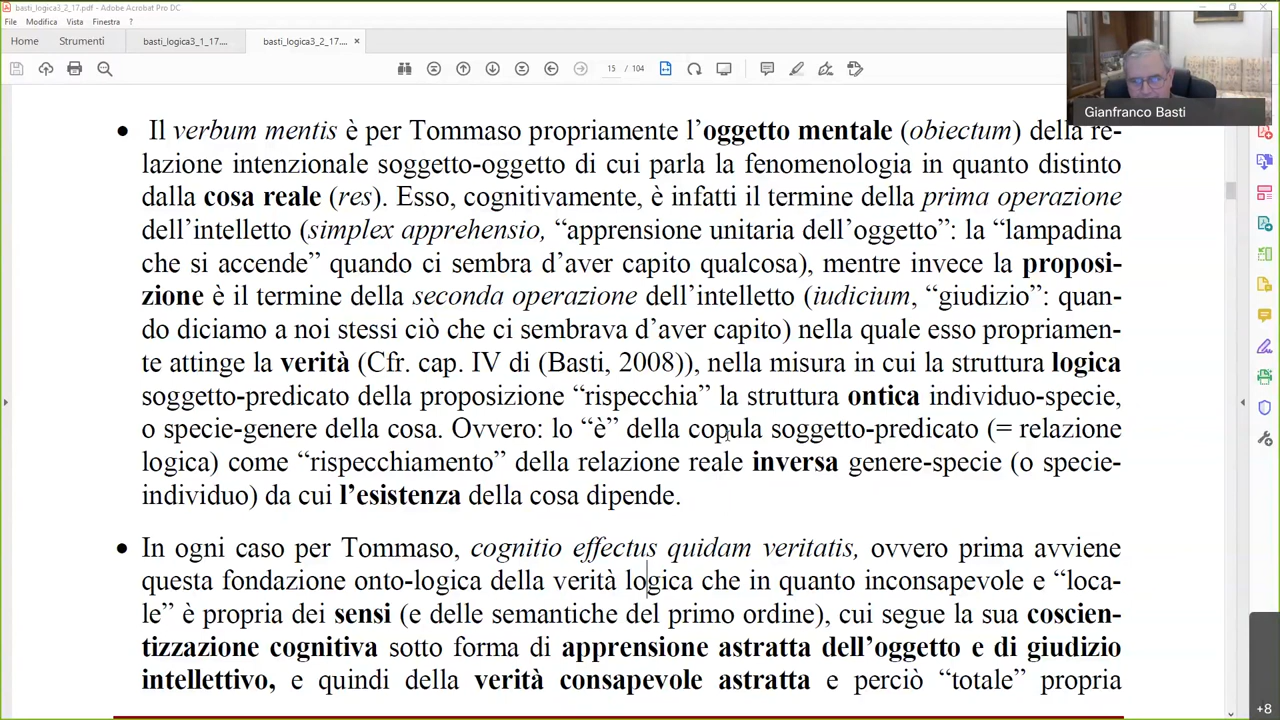 basti_logica3_2_17.pdf - Adobe Acrobat Pro DC
File Modifica Vista Finestra ?
Home Strumenti basti_logica3_1_17.... basti_logica3_2_17.... ×
15 / 104
Gianfranco Basti
• Il verbum mentis è per Tommaso propriamente l’oggetto mentale (obiectum) della re-
lazione intenzionale soggetto-oggetto di cui parla la fenomenologia in quanto distinto
dalla cosa reale (res). Esso, cognitivamente, è infatti il termine della prima operazione
dell’intelletto (simplex apprehensio, “apprensione unitaria dell’oggetto”: la “lampadina
che si accende” quando ci sembra d’aver capito qualcosa), mentre invece la proposi-
zione è il termine della seconda operazione dell’intelletto (iudicium, “giudizio”: quan-
do diciamo a noi stessi ciò che ci sembrava d’aver capito) nella quale esso propriamen-
te attinge la verità (Cfr. cap. IV di (Basti, 2008)), nella misura in cui la struttura logica
soggetto-predicato della proposizione “rispecchia” la struttura ontica individuo-specie,
o specie-genere della cosa. Ovvero: lo “è” della copula soggetto-predicato (= relazione
logica) come “rispecchiamento” della relazione reale inversa genere-specie (o specie-
individuo) da cui l’esistenza della cosa dipende.
• In ogni caso per Tommaso, cognitio effectus quidam veritatis, ovvero prima avviene
questa fondazione onto-logica della verità logica che in quanto inconsapevole e “loca-
le” è propria dei sensi (e delle semantiche del primo ordine), cui segue la sua coscien-
tizzazione cognitiva sotto forma di apprensione astratta dell’oggetto e di giudizio
intellettivo, e quindi della verità consapevole astratta e perciò “totale” propria
+8